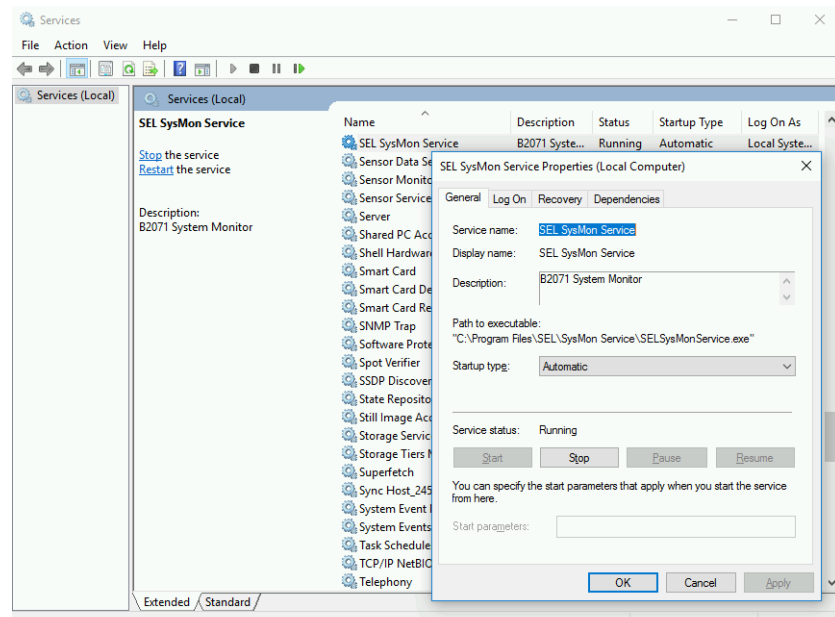 Services
File Action View Help
Services (Local)
Services (Local)
SEL SysMon Service
Stop the service
Restart the service
Description:
B2071 System Monitor
Name Description Status Startup Type Log On As
SEL SysMon Service B2071 Syste... Running Automatic Local Syste...
Sensor Data Se
Sensor Monito
Sensor Service
Server
Shared PC Acc
Shell Hardwar
Smart Card
Smart Card De
Smart Card Re
SNMP Trap
Software Prote
Spot Verifier
SSDP Discover
State Reposito
Still Image Acc
Storage Servic
Storage Tiers
Superfetch
Sync Host_245
System Event
System Events
Task Schedule
TCP/IP NetBIO
Telephony
Extended Standard
SEL SysMon Service Properties (Local Computer)
General Log On Recovery Dependencies
Service name: SEL SysMon Service
Display name: SEL SysMon Service
Description: B2071 System Monitor
Path to executable:
"C:\Program Files\SEL\SysMon Service\SELSysMonService.exe"
Startup type: Automatic
Service status: Running
Start Stop Pause Resume
You can specify the start parameters that apply when you start the service
from here.
Start parameters:
OK Cancel Apply